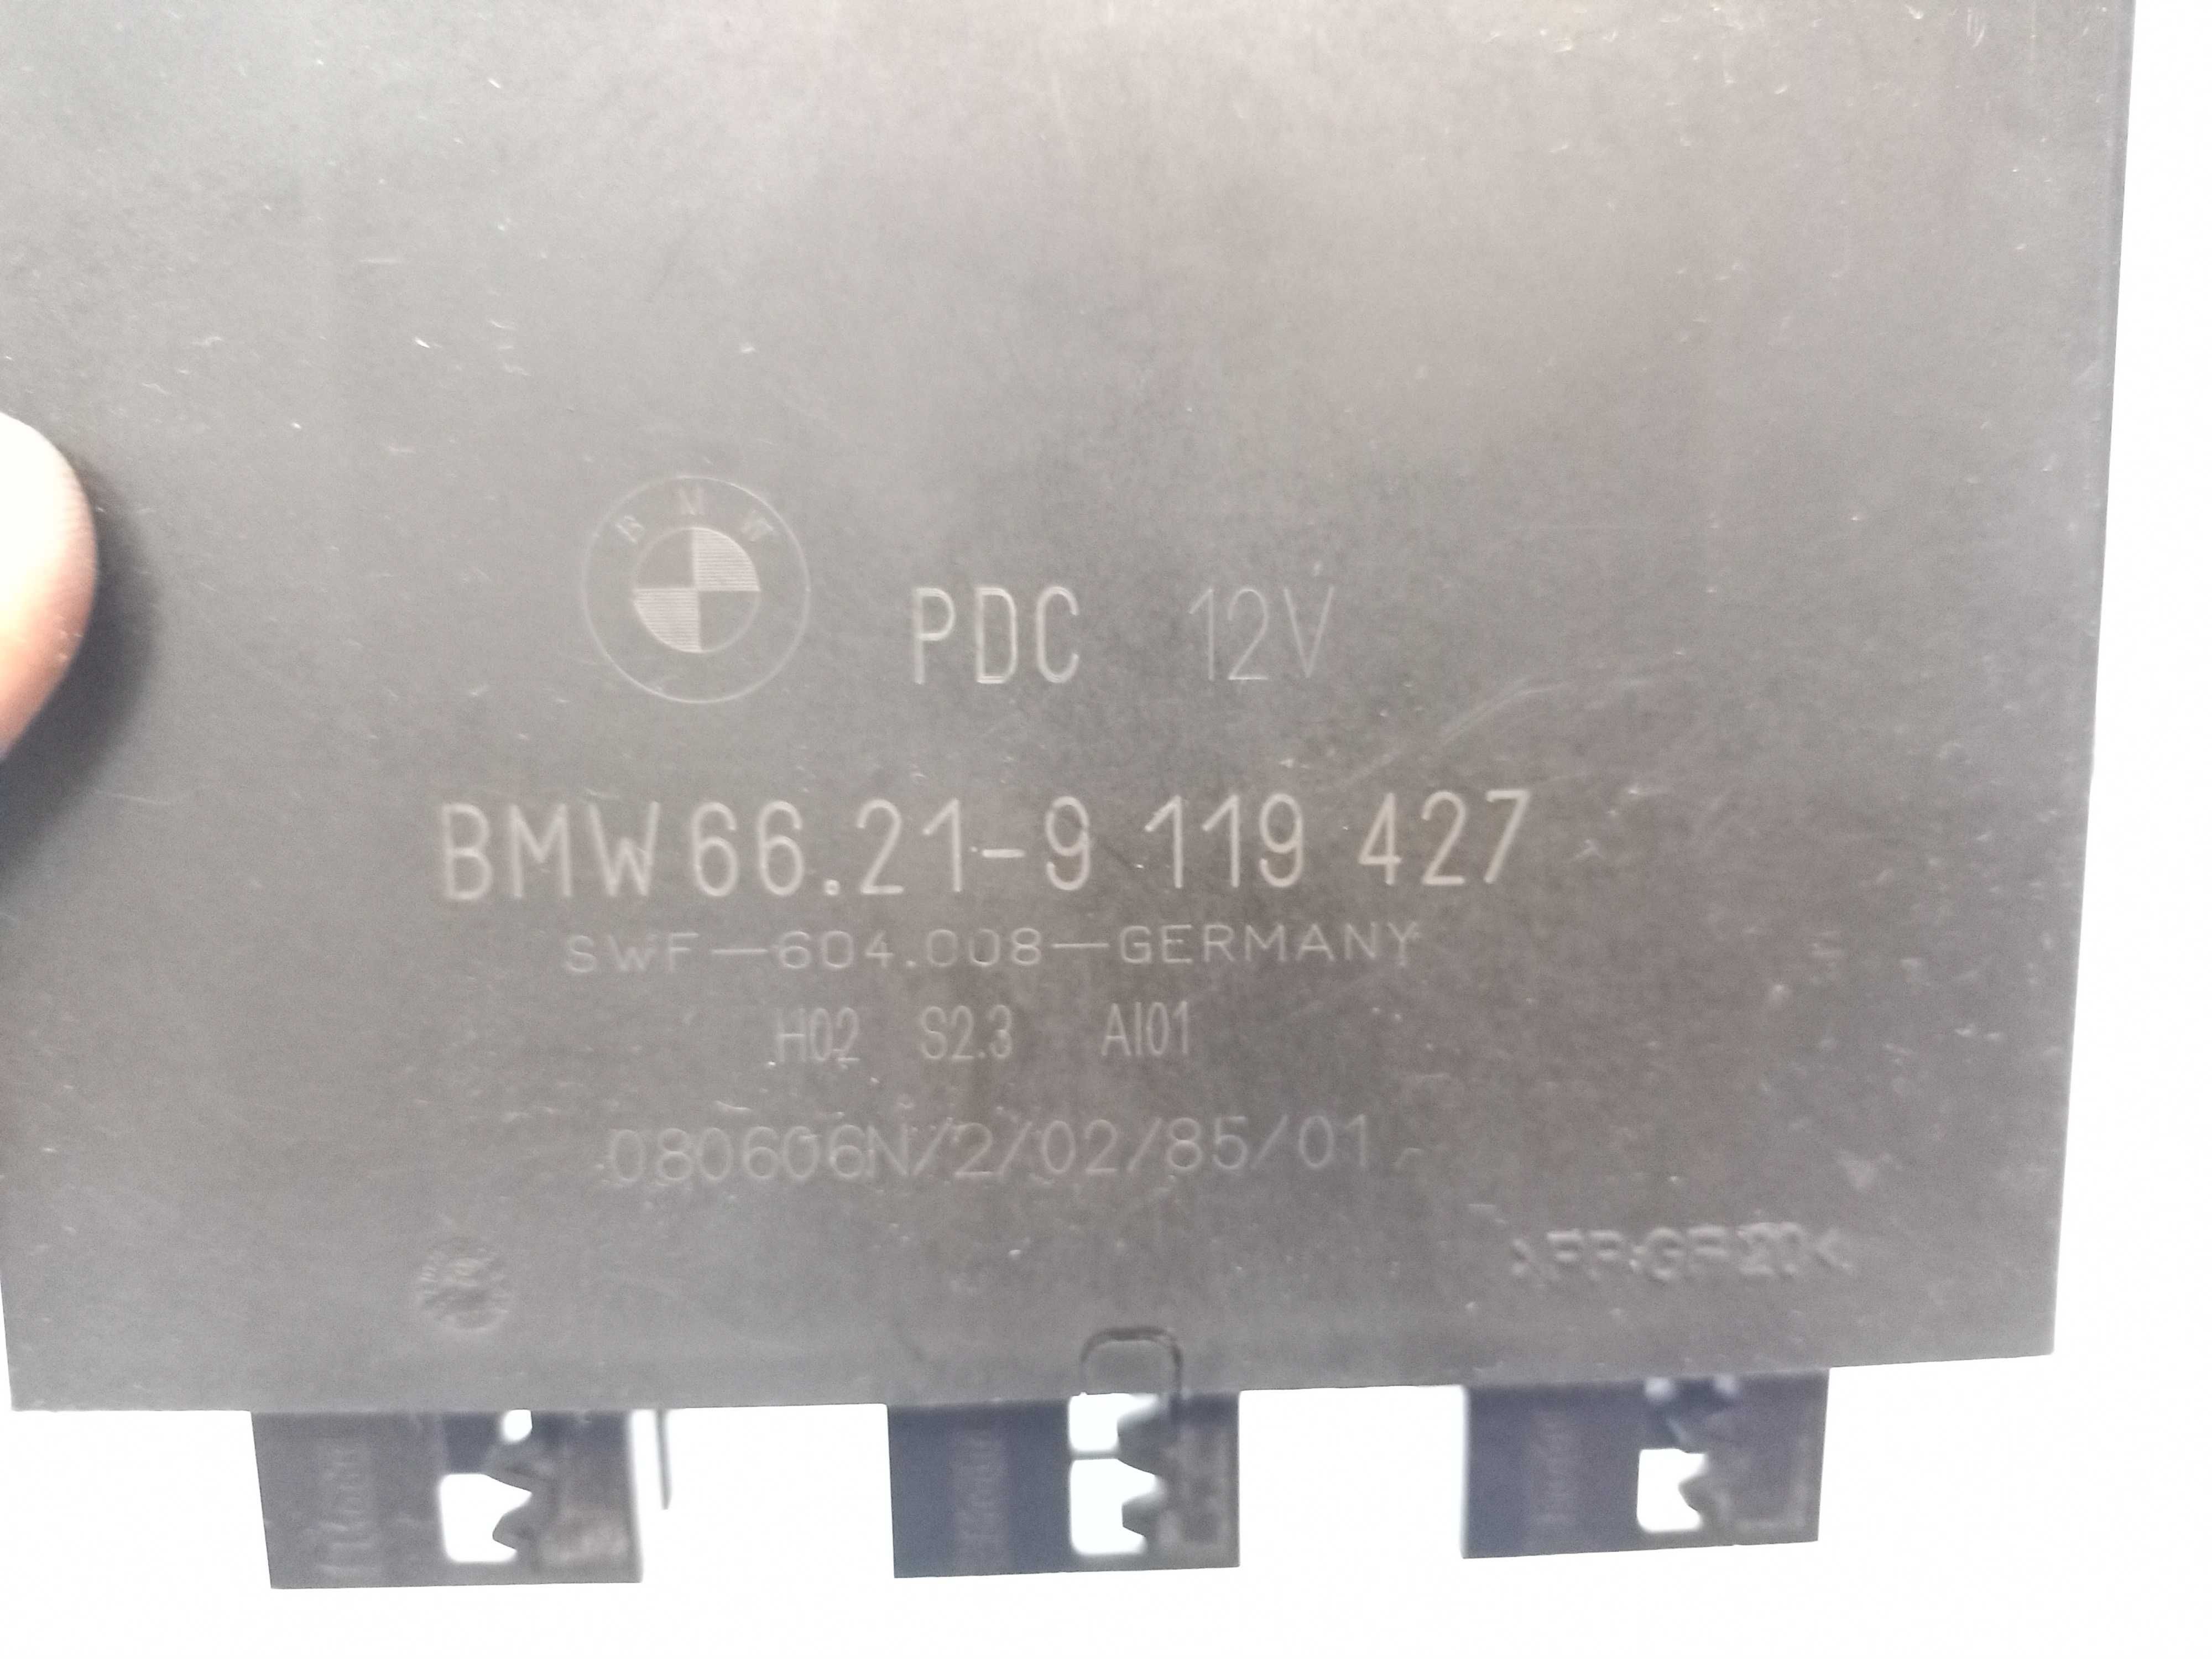 BMW
PDC 12V
BMW 66.21-9 119 427
SWF-604.008-GERMANY
H02 S2.3 AI01
080606N/2/02/85/01